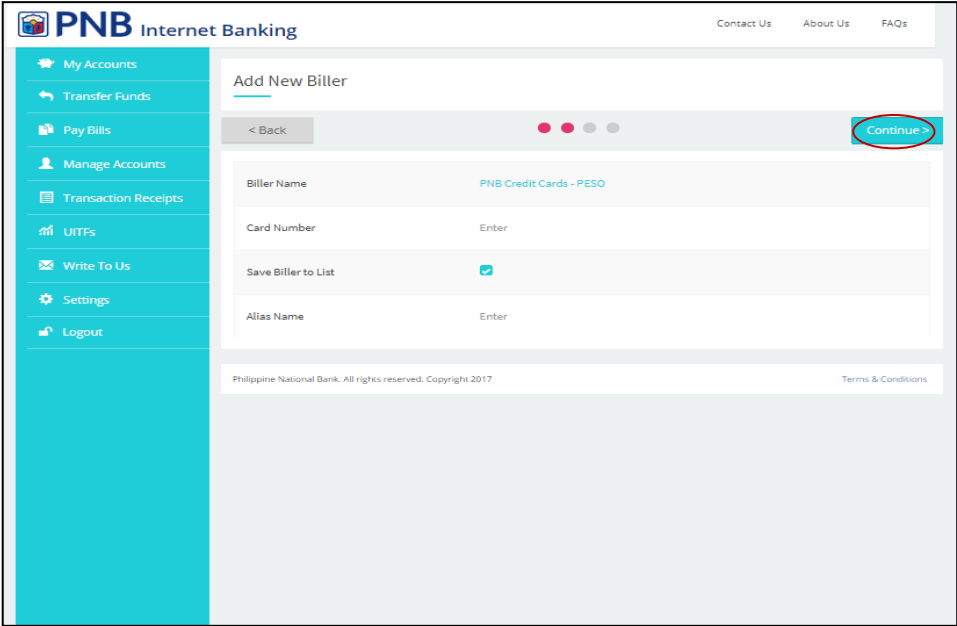 PNB Internet Banking
Contact Us About Us FAQs
My Accounts
Transfer Funds
Pay Bills
Manage Accounts
Transaction Receipts
UITFs
Write To Us
Settings
Logout
Add New Biller
< Back
Continue >
Biller Name PNB Credit Cards - PESO
Card Number Enter
Save Biller to List
Alias Name Enter
Philippine National Bank. All rights reserved. Copyright 2017 Terms & Conditions